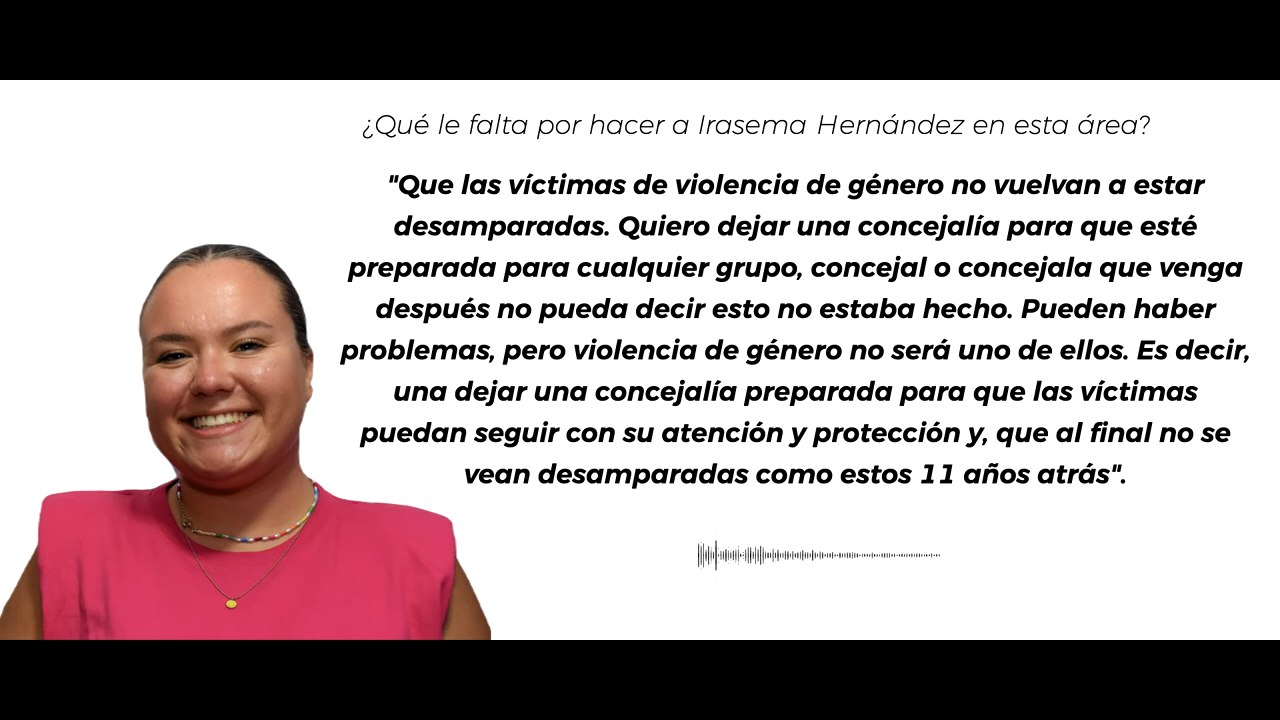 ¿Qué le falta por hacer a Irasema Hernández en esta área?
"Que las víctimas de violencia de género no vuelvan a estar
desamparadas. Quiero dejar una concejalía para que esté
preparada para cualquier grupo, concejal o concejala que venga
después no pueda decir esto no estaba hecho. Pueden haber
problemas, pero violencia de género no será uno de ellos. Es decir,
una dejar una concejalía preparada para que las víctimas
puedan seguir con su atención y protección y, que al final no se
vean desamparadas como estos 11 años atrás".